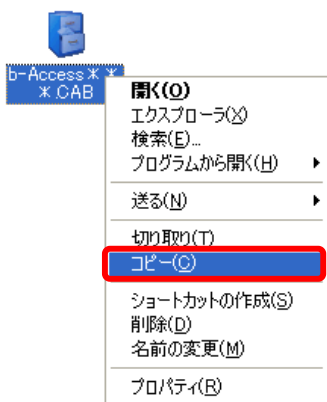 b-Access＊＊
＊.CAB
開く(O)
エクスプローラ(X)
検索(E)...
プログラムから開く(H)
送る(N)
切り取り(T)
コピー(C)
ショートカットの作成(S)
削除(D)
名前の変更(M)
プロパティ(R)